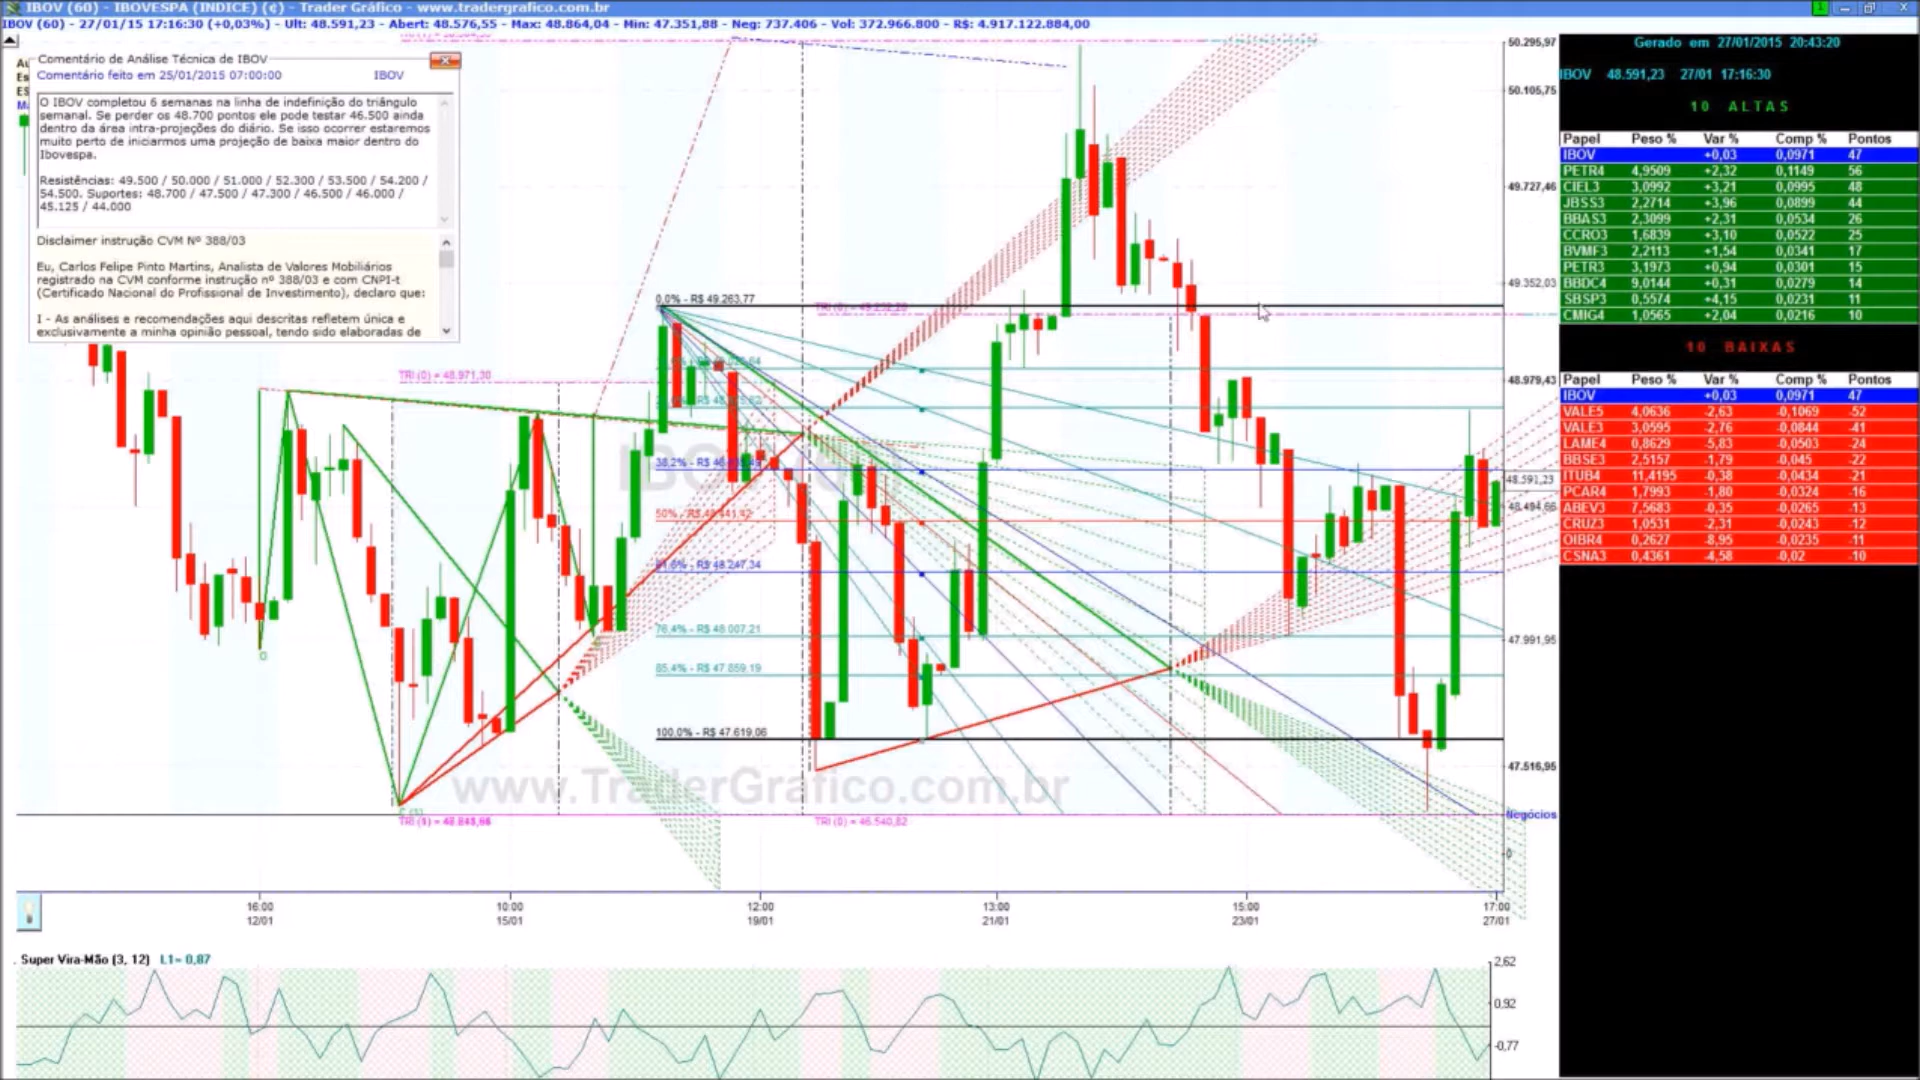 IBOV (60) - IBOVESPA (INDICE) (¢) - Trader Gráfico - www.tradergrafico.com.br
IBOV (60) - 27/01/15 17:16:30 (+0,03%) - Ult: 48.591,23 - Abert: 48.576,55 - Max: 48.864,04 - Min: 47.351,88 - Neg: 737.406 - Vol: 372.966.800 - R$: 4.917.122.884,00
Comentário de Análise Técnica de IBOV
Comentário feito em 25/01/2015 07:00:00 IBOV
O IBOV completou 6 semanas na linha de indefinição do triângulo
semanal. Se perder os 48.700 pontos ele pode testar 46.500 ainda
dentro da área intra-projeções do diário. Se isso ocorrer estaremos
muito perto de iniciarmos uma projeção de baixa maior dentro do
Ibovespa.
Resistências: 49.500 / 50.000 / 51.000 / 52.300 / 53.500 / 54.200 /
54.500. Suportes: 48.700 / 47.500 / 47.300 / 46.500 / 46.000 /
45.125 / 44.000
Disclaimer instrução CVM Nº 388/03
Eu, Carlos Felipe Pinto Martins, Analista de Valores Mobiliários
registrado na CVM conforme instrução nº 388/03 e com CNPI-t
(Certificado Nacional do Profissional de Investimento), declaro que:
I - As análises e recomendações aqui descritas refletem única e
exclusivamente a minha opinião pessoal, tendo sido elaboradas de
0,0% - R$ 49.263,77
TRI (0) = 48.971,30
50% - R$
61,8% - R$ 48.247,34
76,4% - R$ 48.007,21
85,4% - R$ 47.859,19
100,0% - R$ 47.619,06
38,2% - R$
O
www.TraderGrafico.com.br
TRI (0) = 46.540,82
50.295,97
50.105,75
49.727,46
49.352,03
48.979,43
48.591,23
48.494,66
47.991,95
47.516,95
Negócios
0
16:00 10:00 12:00 13:00 15:00 17:00
12/01 15/01 19/01 21/01 23/01 27/01
. Super Vira-Mão (3, 12) L1= 0,87
2,62
0,92
-0,77
Gerado em 27/01/2015 20:43:20
IBOV 48.591,23 27/01 17:16:30
10 ALTAS
Papel Peso % Var % Comp % Pontos
IBOV +0,03 0,0971 47
PETR4 4,9509 +2,32 0,1149 56
CIEL3 3,0992 +3,21 0,0995 48
JBSS3 2,2714 +3,96 0,0899 44
BBAS3 2,3099 +2,31 0,0534 26
CCRO3 1,6839 +3,10 0,0522 25
BVMF3 2,2113 +1,54 0,0341 17
PETR3 3,1973 +0,94 0,0301 15
BBDC4 9,0144 +0,31 0,0279 14
SBSP3 0,5574 +4,15 0,0231 11
CMIG4 1,0565 +2,04 0,0216 10
10 BAIXAS
Papel Peso % Var % Comp % Pontos
IBOV +0,03 0,0971 47
VALE5 4,0636 -2,63 -0,1069 -52
VALE3 3,0595 -2,76 -0,0844 -41
LAME4 0,8629 -5,83 -0,0503 -24
BBSE3 2,5157 -1,79 -0,045 -22
ITUB4 11,4195 -0,38 -0,0434 -21
PCAR4 1,7993 -1,80 -0,0324 -16
ABEV3 7,5683 -0,35 -0,0265 -13
CRUZ3 1,0531 -2,31 -0,0243 -12
OIBR4 0,2627 -8,95 -0,0235 -11
CSNA3 0,4361 -4,58 -0,02 -10